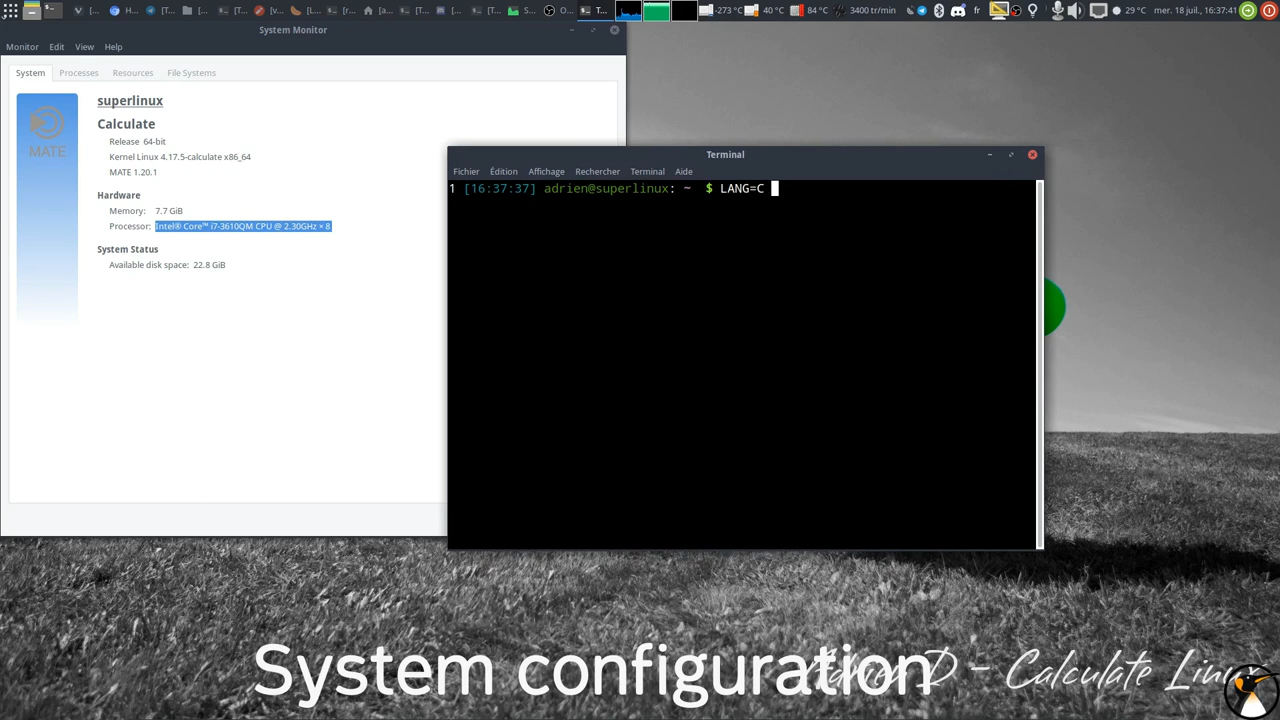 [... H... [T... [... [T... [... [r... [a... [T... [... [T... S... O... T... -273 °C 40 °C 84 °C 3400 tr/min fr 29 °C mer. 18 juil., 16:37:41
System Monitor
Monitor Edit View Help
System Processes Resources File Systems
superlinux
Calculate
Release 64-bit
Kernel Linux 4.17.5-calculate x86_64
MATE 1.20.1
MATE
Hardware
Memory: 7.7 GiB
Processor: Intel® Core™ i7-3610QM CPU @ 2.30GHz × 8
System Status
Available disk space: 22.8 GiB
Terminal
Fichier Édition Affichage Rechercher Terminal Aide
1 [16:37:37] adrien@superlinux: ~ $ LANG=C
System configuration
D - Calculate Linux